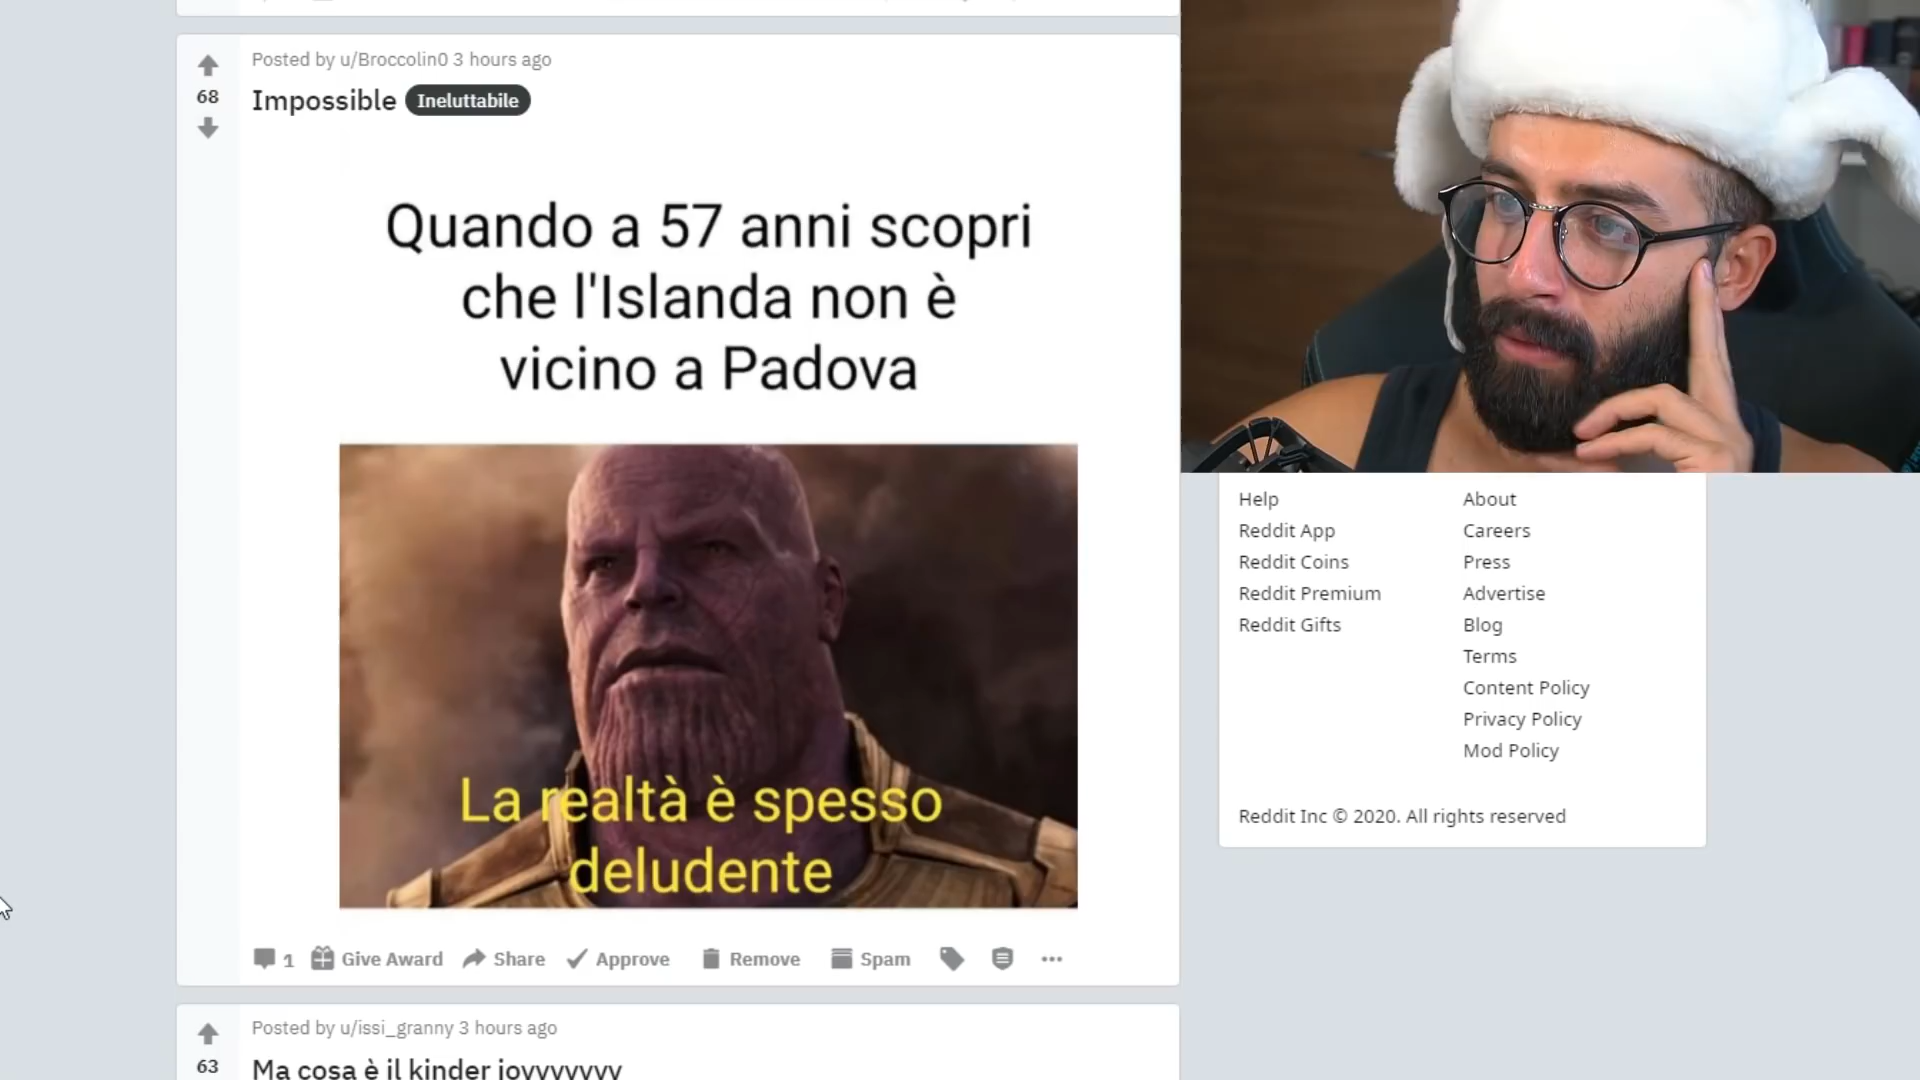 Posted by u/Broccolin0 3 hours ago
68
Impossible Ineluttabile
Quando a 57 anni scopri
che l'Islanda non è
vicino a Padova
La realtà è spesso
deludente
1 Give Award Share Approve Remove Spam
Posted by u/issi_granny 3 hours ago
63
Ma cosa è il kinder joyyyyyyy
Help
Reddit App
Reddit Coins
Reddit Premium
Reddit Gifts
About
Careers
Press
Advertise
Blog
Terms
Content Policy
Privacy Policy
Mod Policy
Reddit Inc © 2020. All rights reserved